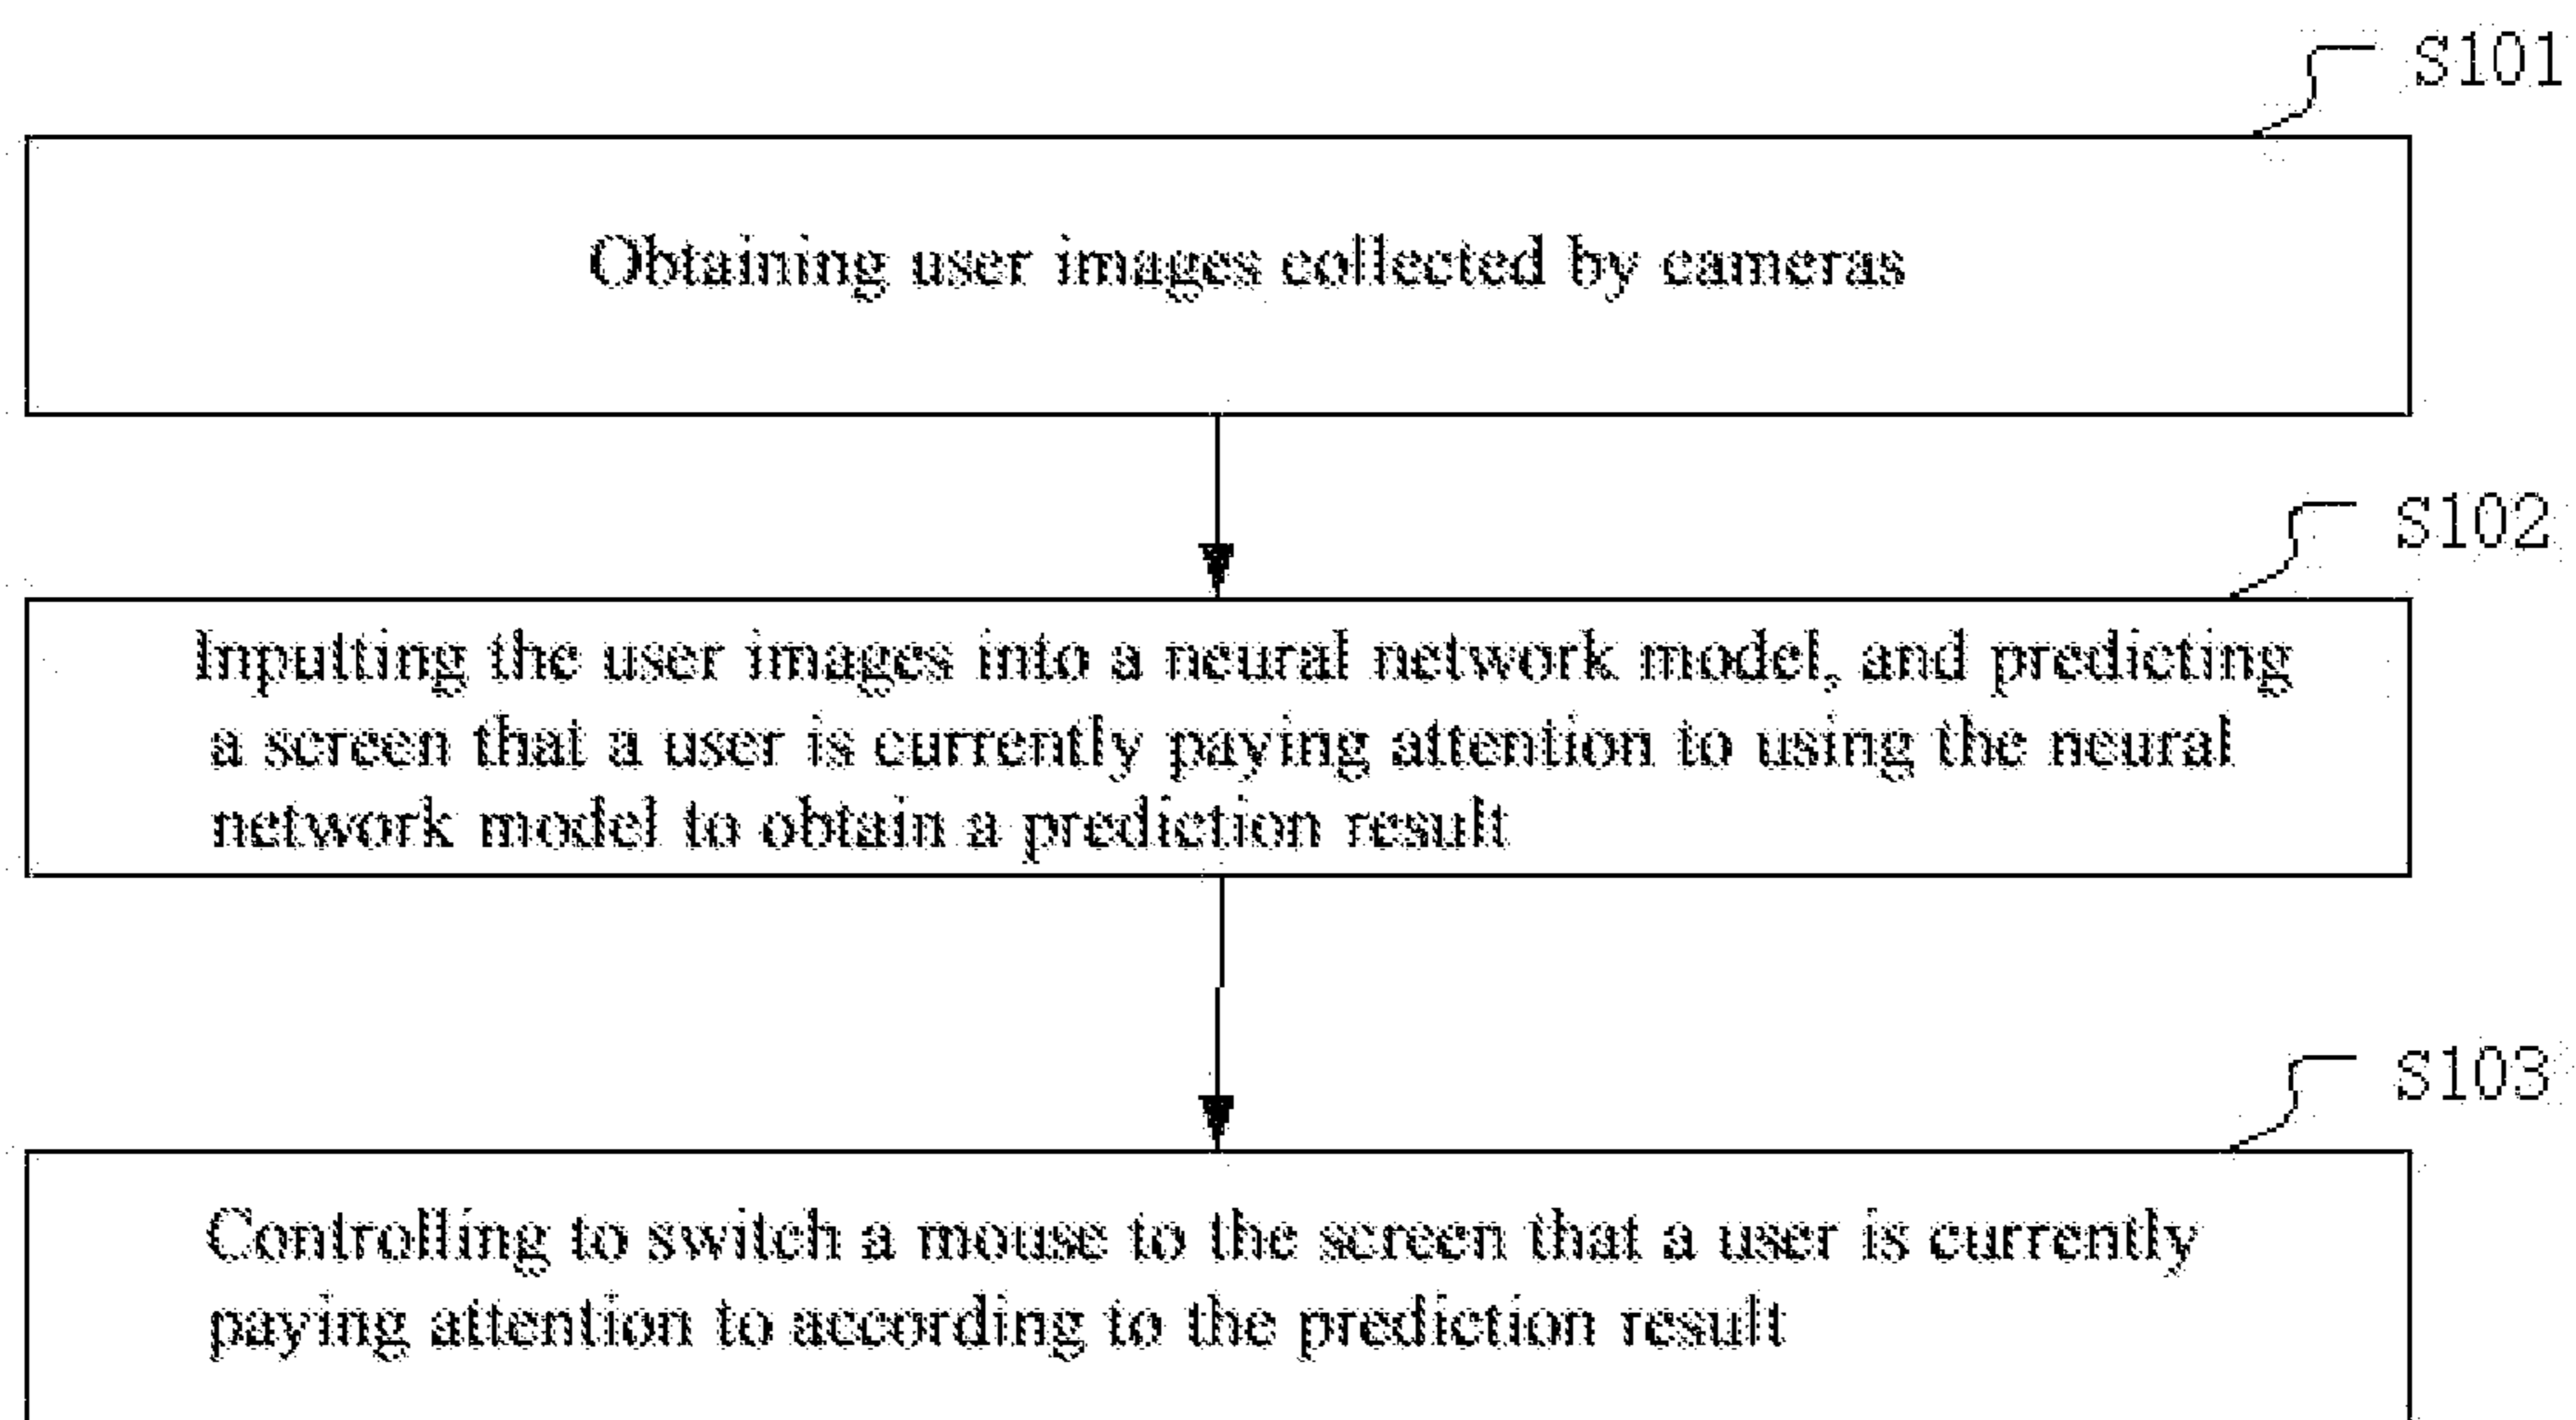 S101
Obtaining user images collected by cameras
S102
Inputting the user images into a neural network model, and predicting
a screen that a user is currently paying attention to using the neural
network model to obtain a prediction result
S103
Controlling to switch a mouse to the screen that a user is currently
paying attention to according to the prediction result